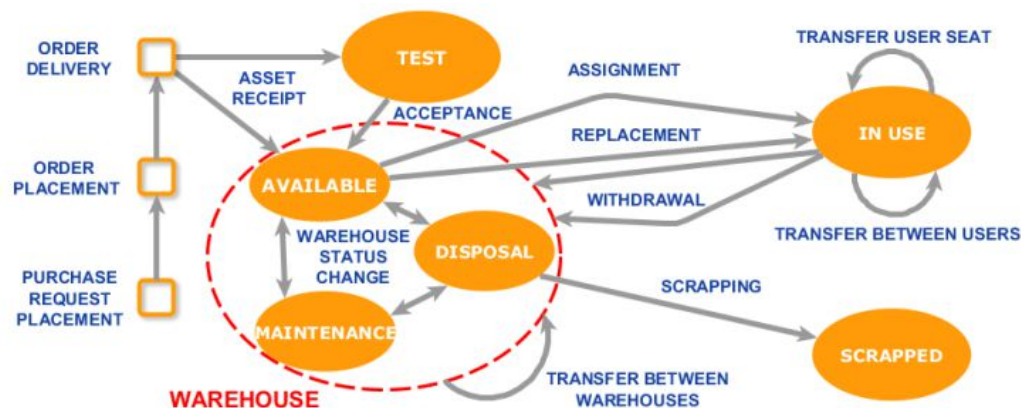 ORDER
DELIVERY
TEST
TRANSFER USER SEAT
ASSET
RECEIPT
ASSIGNMENT
ACCEPTANCE
REPLACEMENT
IN USE
ORDER
PLACEMENT
AVAILABLE
WITHDRAWAL
TRANSFER BETWEEN USERS
WAREHOUSE
STATUS
CHANGE
DISPOSAL
PURCHASE
REQUEST
PLACEMENT
SCRAPPING
MAINTENANCE
SCRAPPED
TRANSFER BETWEEN
WAREHOUSES
WAREHOUSE